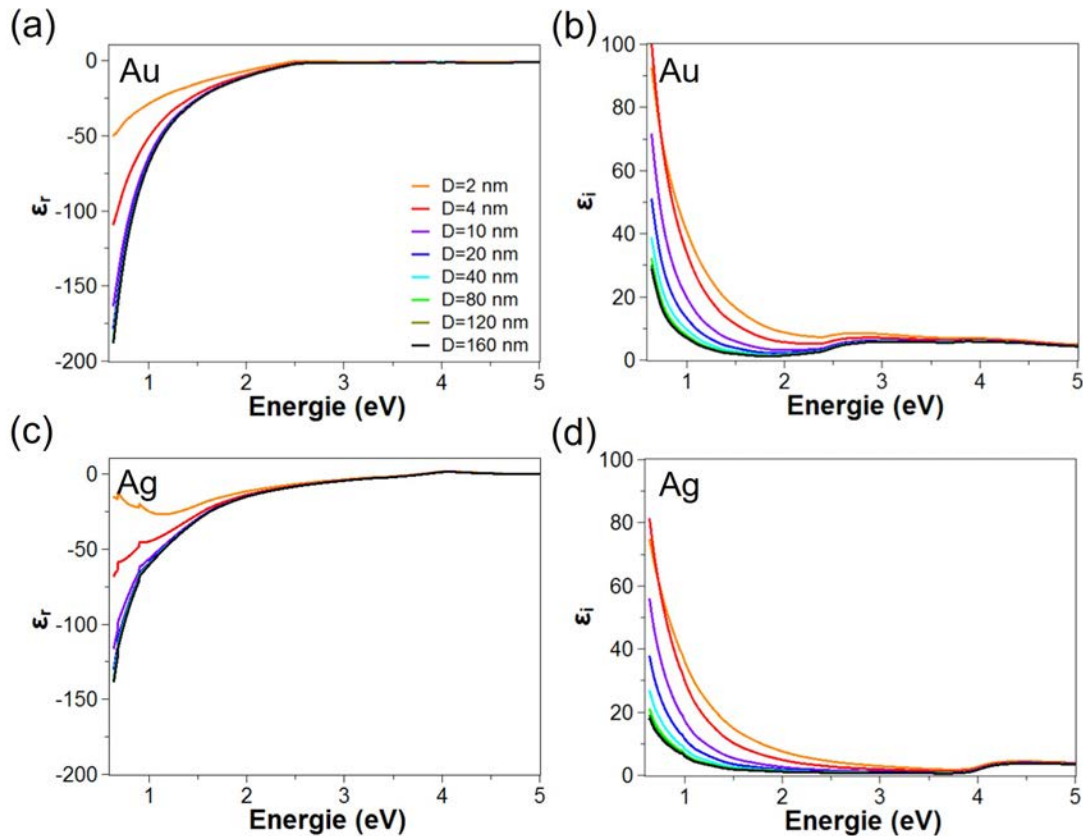 (a)
Au
0
-50
-100
-150
-200
εr
1 2 3 4 5
Energie (eV)
D=2 nm
D=4 nm
D=10 nm
D=20 nm
D=40 nm
D=80 nm
D=120 nm
D=160 nm
(b)
Au
100
80
60
40
20
0
εi
1 2 3 4 5
Energie (eV)
(c)
Ag
0
-50
-100
-150
-200
εr
1 2 3 4 5
Energie (eV)
(d)
Ag
100
80
60
40
20
0
εi
1 2 3 4 5
Energie (eV)